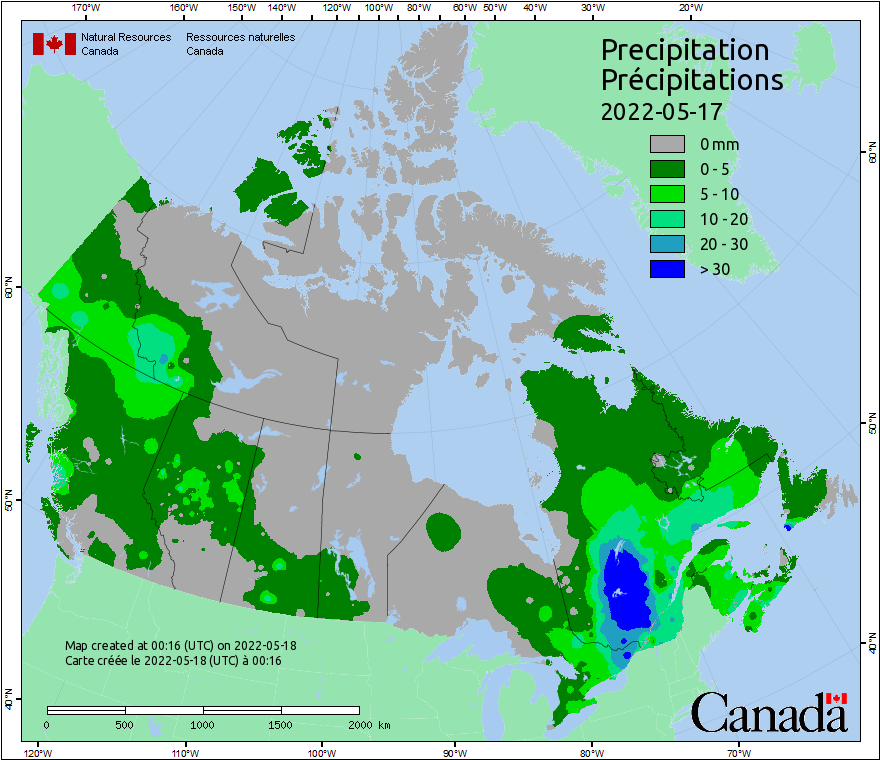 170°W 160°W 150°W 140°W 120°W 100°W 80°W 60°W 50°W 40°W 30°W 20°W
Natural Resources Ressources naturelles
Canada Canada
Precipitation
Précipitations
2022-05-17
0 mm
0 - 5
5 - 10
10 - 20
20 - 30
> 30
60°N
50°N
40°N
60°N
50°N
40°N
Map created at 00:16 (UTC) on 2022-05-18
Carte créée le 2022-05-18 (UTC) à 00:16
0 500 1000 1500 2000 km
Canada
120°W 110°W 100°W 90°W 80°W 70°W